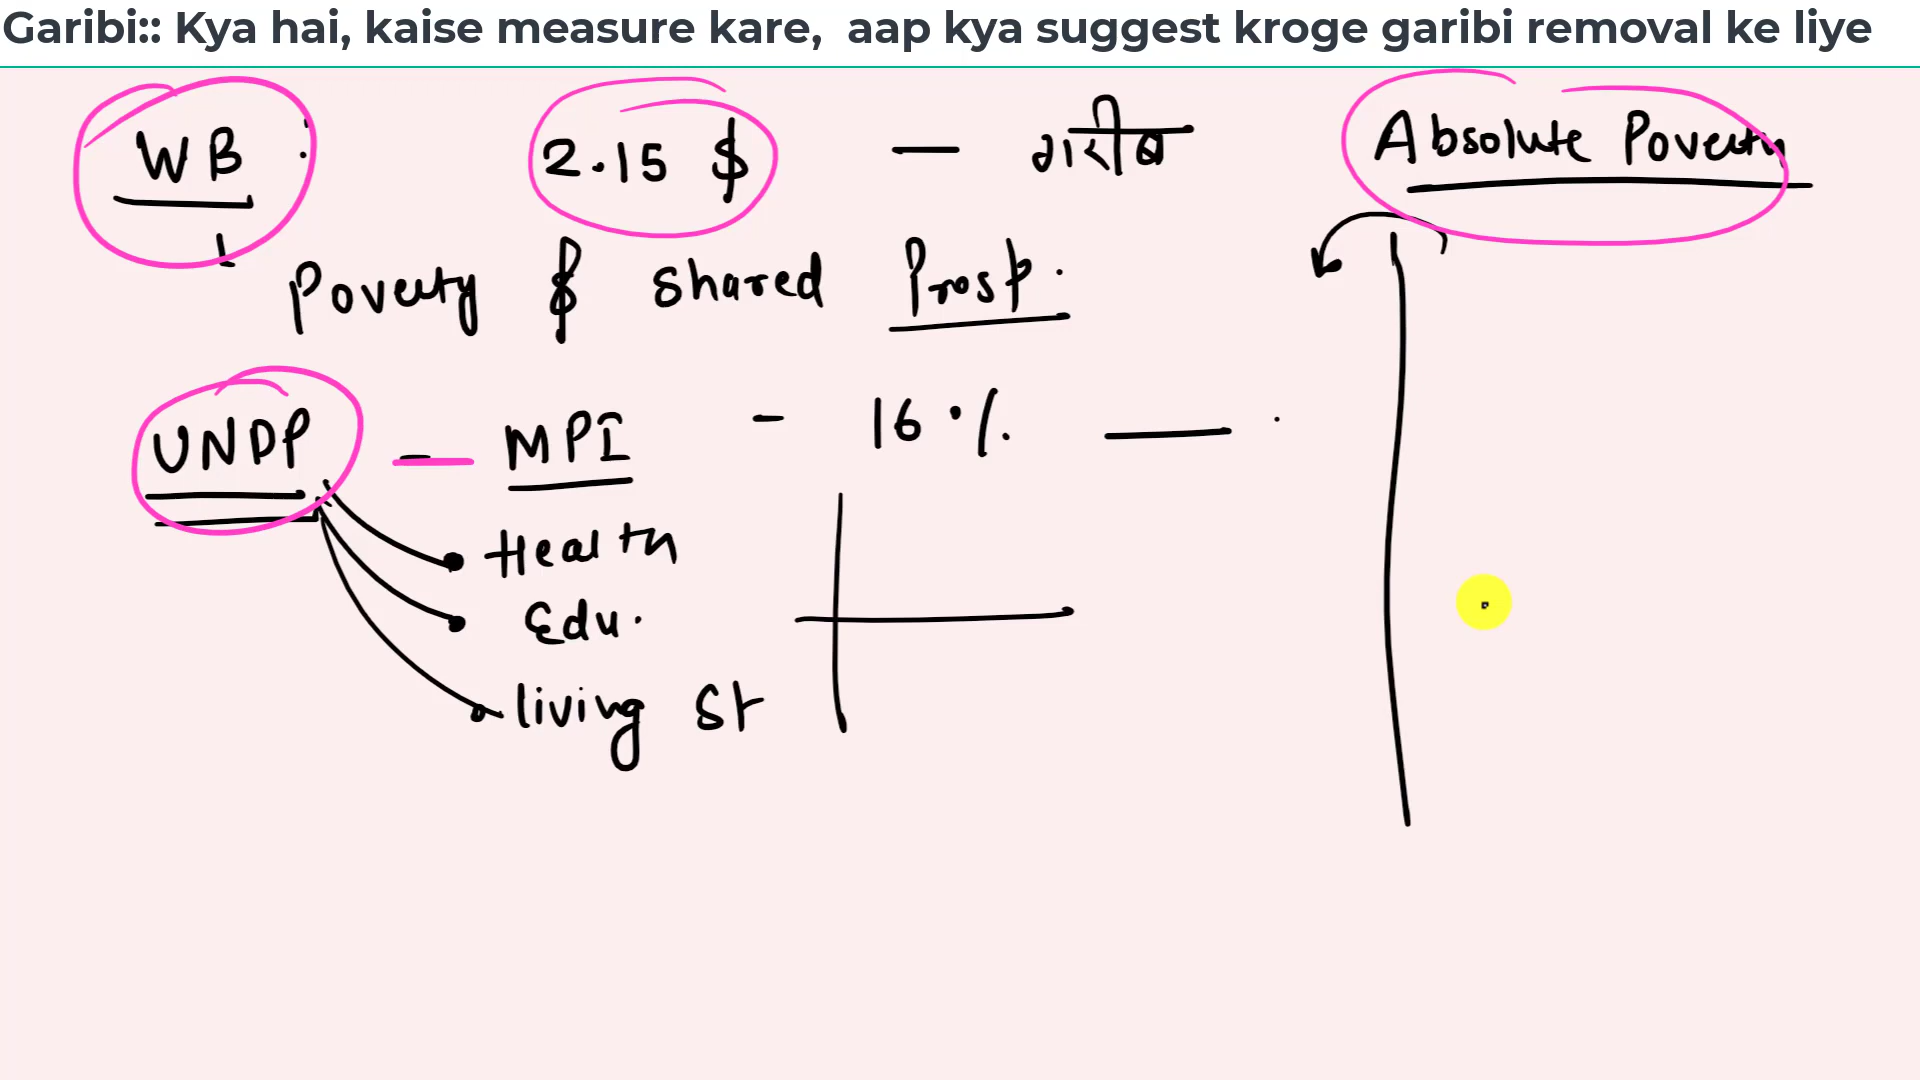 Garibi:: Kya hai, kaise measure kare, aap kya suggest kroge garibi removal ke liye
WB : 2.15 $ — गरीब Absolute Poverty
Poverty & shared Prosp.
UNDP - MPI - 16 %. —
Health
Edu.
living St